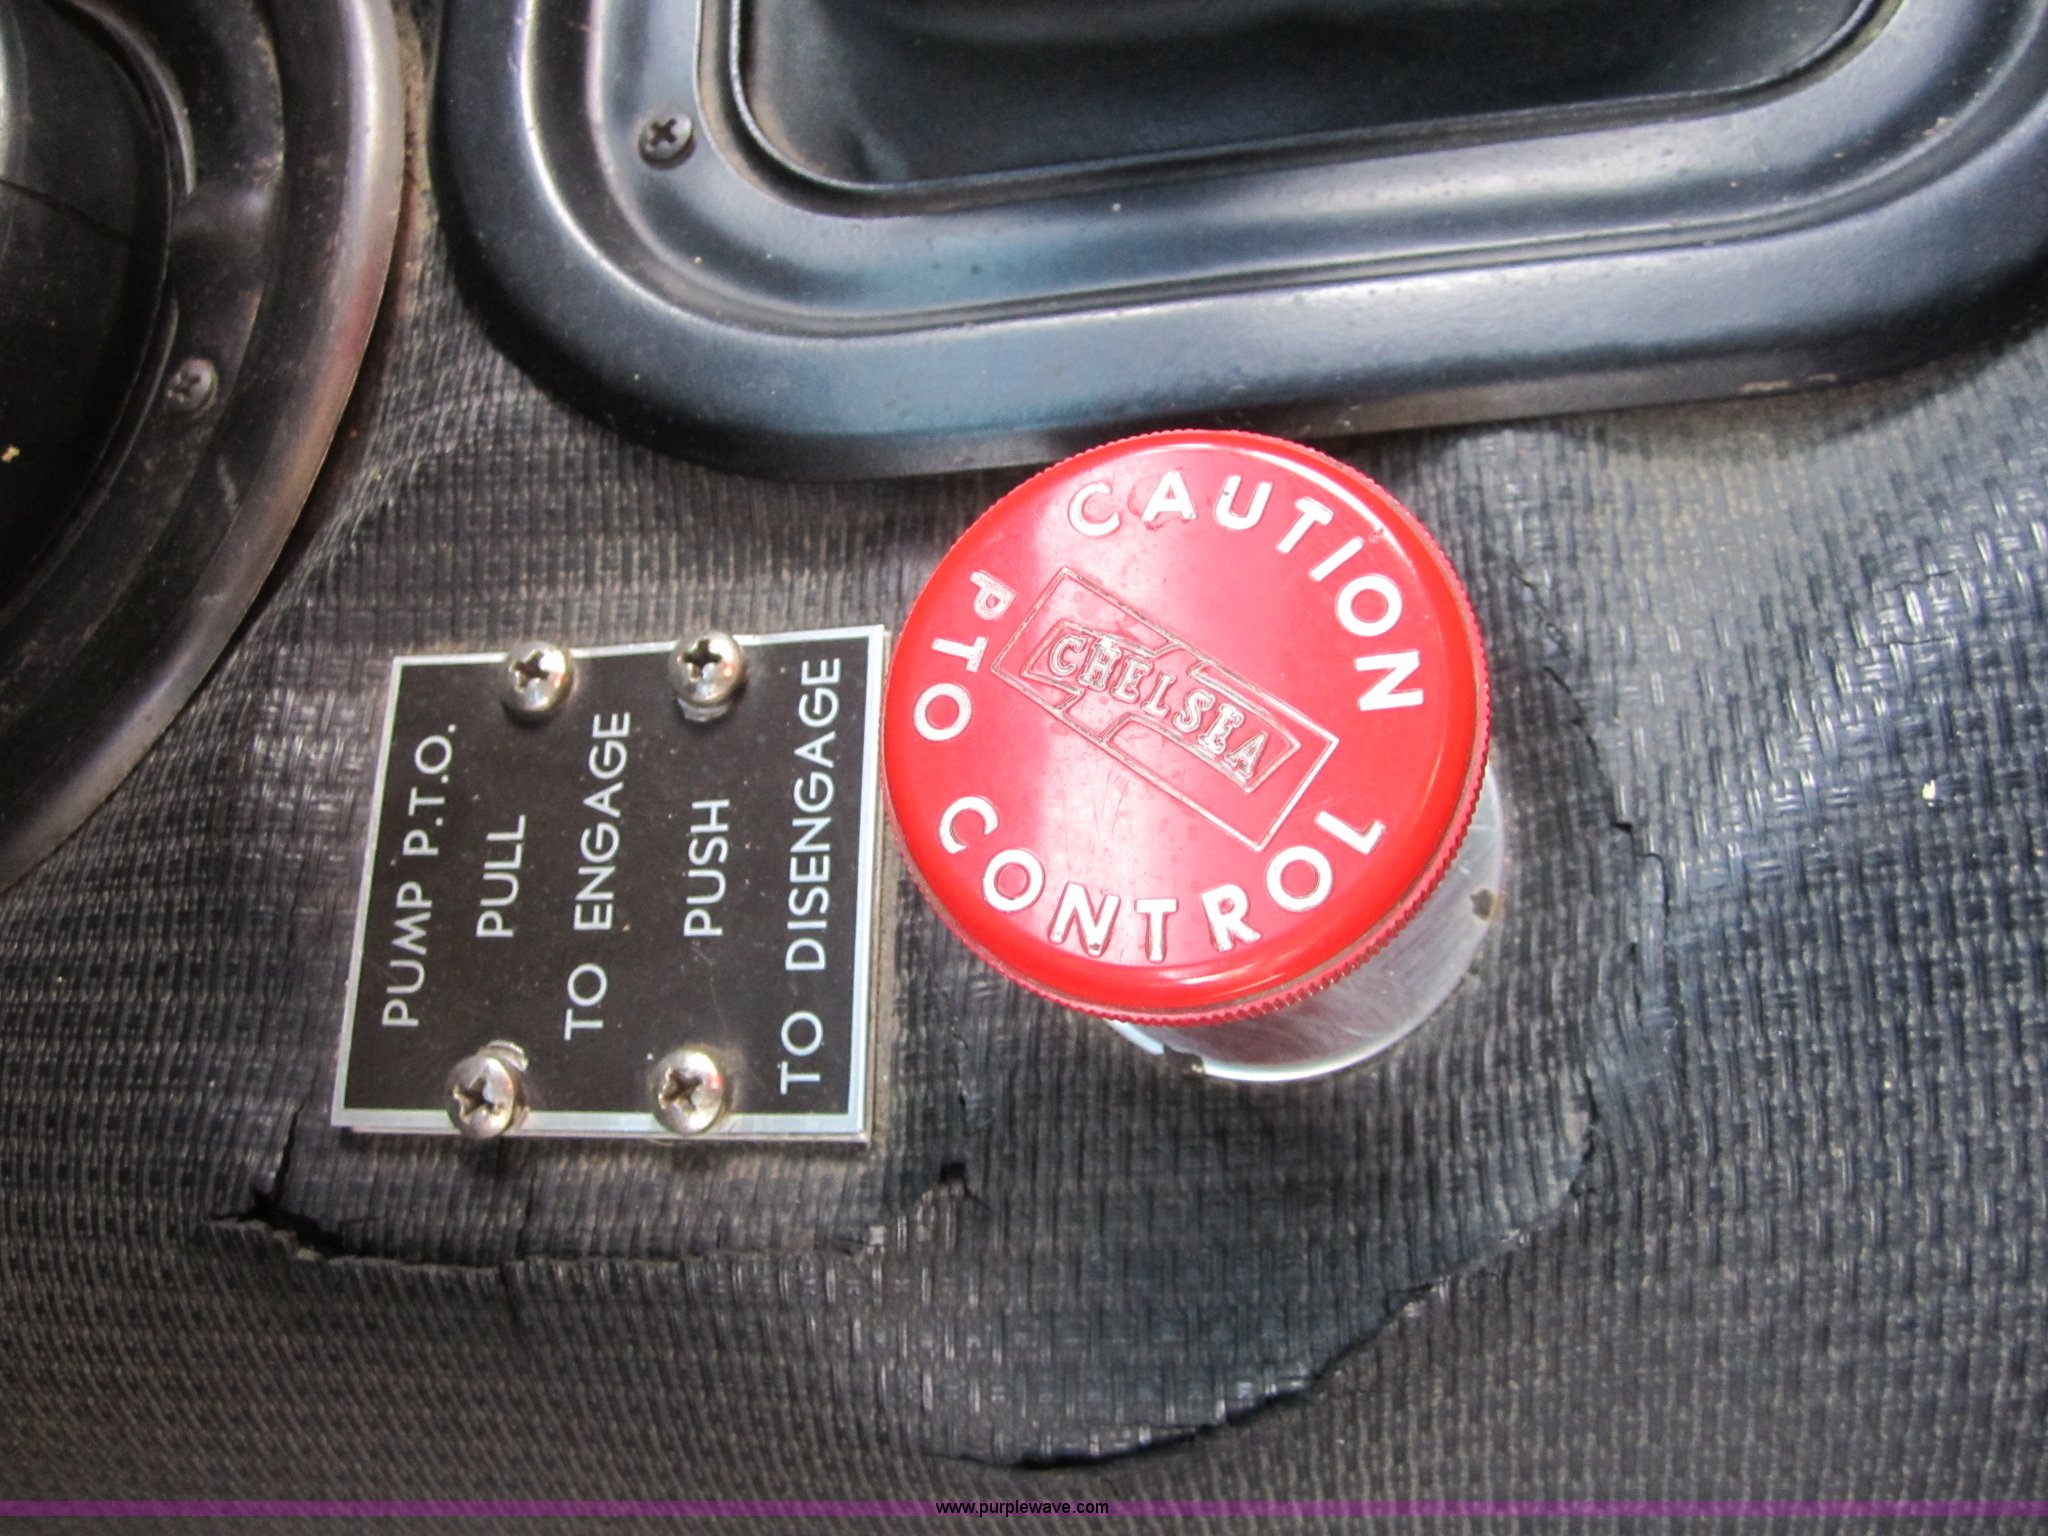 PUMP P.T.O.
PULL
TO ENGAGE
PUSH
TO DISENGAGE
CAUTION
CHELSEA
PTO CONTROL
www.purplewave.com